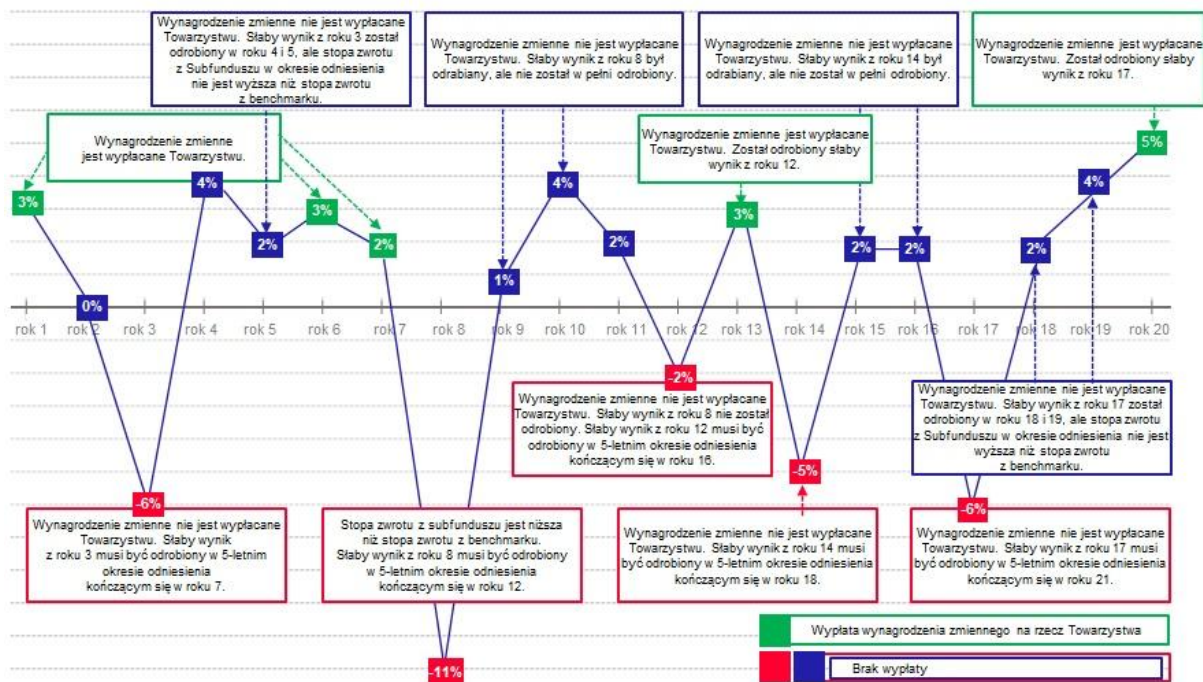 Wynagrodzenie zmienne nie jest wypłacane
Towarzystwu. Słaby wynik z roku 3 został
odrobiony w roku 4 i 5, ale stopa zwrotu
z Subfunduszu w okresie odniesienia
nie jest wyższa niż stopa zwrotu
z benchmarku.
Wynagrodzenie zmienne nie jest wypłacane
Towarzystwu. Słaby wynik z roku 8 był
odrabiany, ale nie został w pełni odrobiony.
Wynagrodzenie zmienne nie jest wypłacane
Towarzystwu. Słaby wynik z roku 14 był
odrabiany, ale nie został w pełni odrobiony.
Wynagrodzenie zmienne jest wypłacane
Towarzystwu. Został odrobiony słaby
wynik z roku 17.
Wynagrodzenie zmienne
jest wypłacane Towarzystwu.
Wynagrodzenie zmienne jest wypłacane
Towarzystwu. Został odrobiony słaby
wynik z roku 12.
3%
0%
-6%
4%
2%
3%
2%
-11%
1%
4%
2%
-2%
3%
-5%
2%
2%
-6%
2%
4%
5%
rok 1
rok 2
rok 3
rok 4
rok 5
rok 6
rok 7
rok 8
rok 9
rok 10
rok 11
rok 12
rok 13
rok 14
rok 15
rok 16
rok 17
rok 18
rok 19
rok 20
Wynagrodzenie zmienne nie jest wypłacane
Towarzystwu. Słaby wynik z roku 8 nie został
odrobiony. Słaby wynik z roku 12 musi być
odrobiony w 5-letnim okresie odniesienia
kończącym się w roku 16.
Wynagrodzenie zmienne nie jest wypłacane
Towarzystwu. Słaby wynik z roku 17 został
odrobiony w roku 18 i 19, ale stopa zwrotu
z Subfunduszu w okresie odniesienia nie jest
wyższa niż stopa zwrotu
z benchmarku.
Wynagrodzenie zmienne nie jest wypłacane
Towarzystwu. Słaby wynik
z roku 3 musi być odrobiony w 5-letnim
okresie odniesienia
kończącym się w roku 7.
Stopa zwrotu z subfunduszu jest niższa
niż stopa zwrotu z benchmarku.
Słaby wynik z roku 8 musi być odrobiony
w 5-letnim okresie odniesienia
kończącym się w roku 12.
Wynagrodzenie zmienne nie jest wypłacane
Towarzystwu. Słaby wynik z roku 14 musi
być odrobiony w 5-letnim okresie odniesienia
kończącym się w roku 18.
Wynagrodzenie zmienne nie jest wypłacane
Towarzystwu. Słaby wynik z roku 17 musi
być odrobiony w 5-letnim okresie odniesienia
kończącym się w roku 21.
Wypłata wynagrodzenia zmiennego na rzecz Towarzystwa
Brak wypłaty